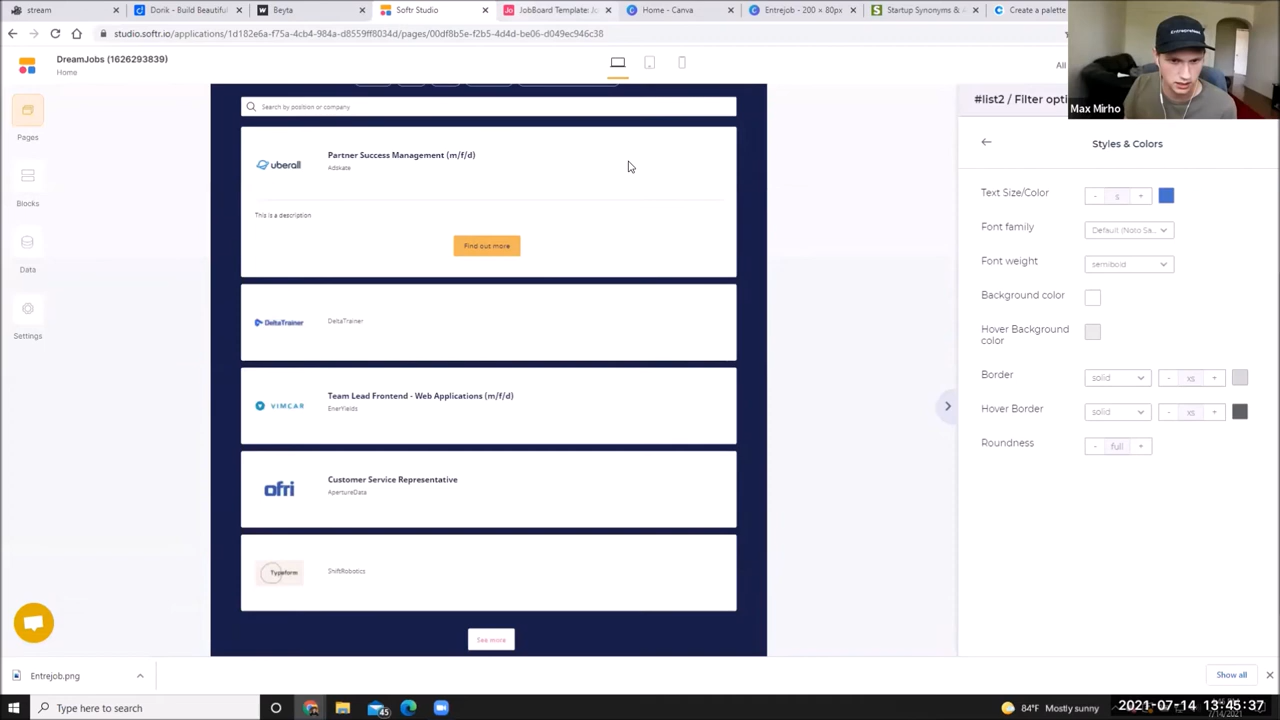 stream
Dorik - Build Beautiful
Beyta
Softr Studio
JobBoard Template:
Home - Canva
Entrejob - 200 × 80px
Startup Synonyms & A
Create a palette
studio.softr.io/applications/1d182e6a-f75a-4cb4-984a-d8559ff8034d/pages/00df8b5e-f2b5-4d4d-be06-d049ec946c38
DreamJobs (1626293839)
Home
All
Max Mirho
Pages
Blocks
Data
Settings
Search by position or company
uberall
Partner Success Management (m/f/d)
Adskate
This is a description
Find out more
DeltaTrainer
DeltaTrainer
VIMCAR
Team Lead Frontend - Web Applications (m/f/d)
EnerYields
ofri
Customer Service Representative
ApertureData
Typeform
ShiftRobotics
See more
#list2 / Filter opti
Styles & Colors
Text Size/Color
- s +
Font family
Default (Noto Sa...
Font weight
semibold
Background color
Hover Background
color
Border
solid
- xs +
Hover Border
solid
- xs +
Roundness
- full +
Entrejob.png
Show all
Type here to search
45
84°F Mostly sunny
2021-07-14 13:45:37